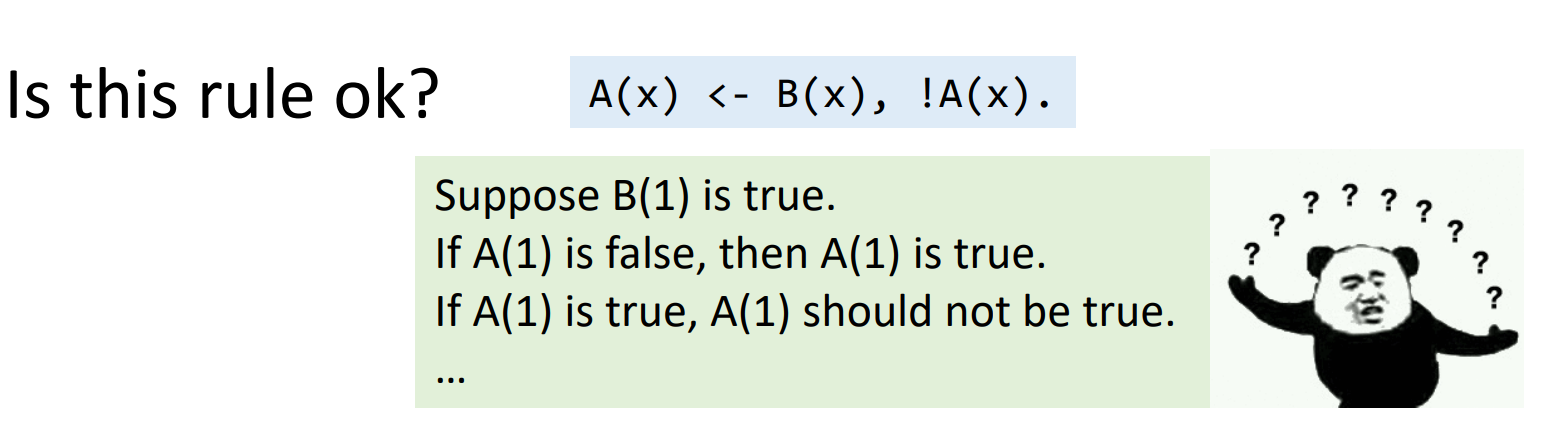 Is this rule ok?
A(x) <- B(x), !A(x).
Suppose B(1) is true.
If A(1) is false, then A(1) is true.
If A(1) is true, A(1) should not be true.
...
? ? ? ? ? ? ? ? ?